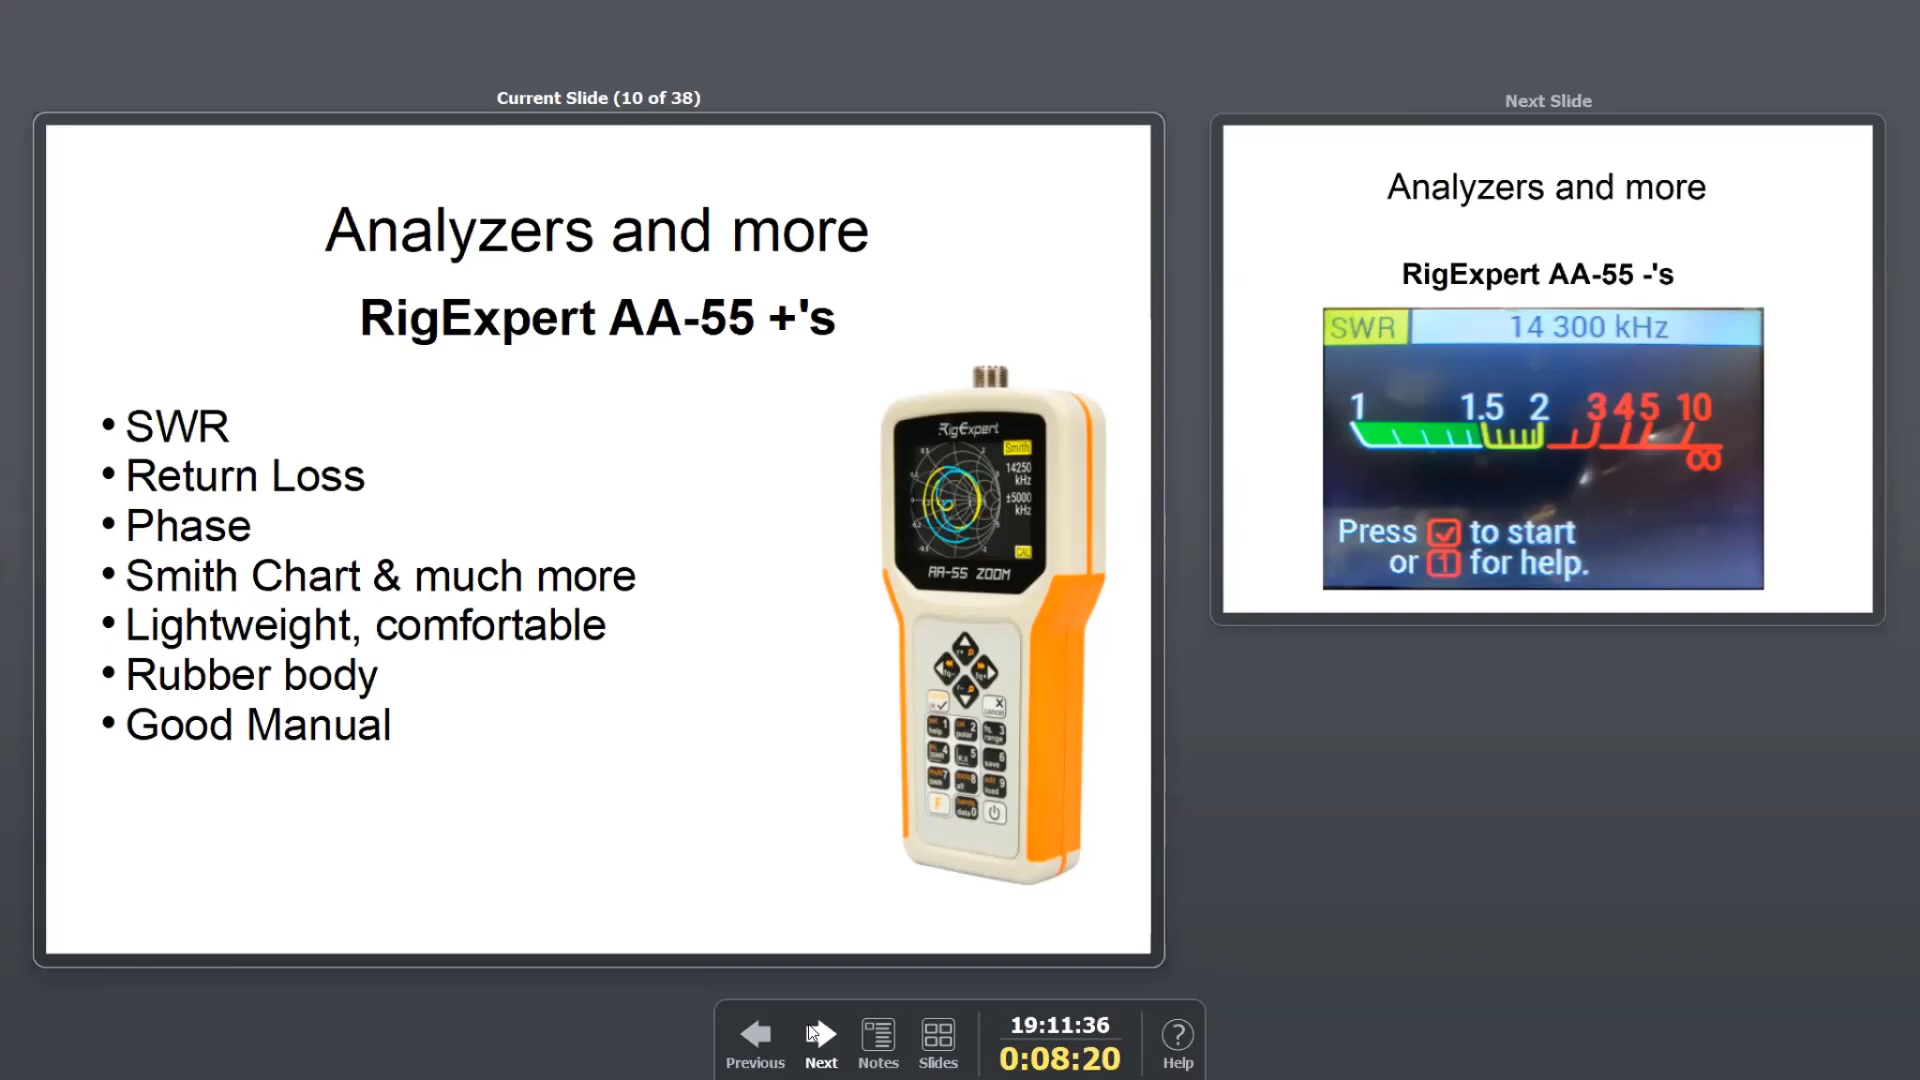 Current Slide (10 of 38)
Analyzers and more
RigExpert AA-55 +'s
• SWR
• Return Loss
• Phase
• Smith Chart & much more
• Lightweight, comfortable
• Rubber body
• Good Manual
RigExpert
Smith
14250
kHz
±5000
kHz
CAL
AA-55 ZOOM
Next Slide
Analyzers and more
RigExpert AA-55 -'s
SWR 14 300 kHz
1 1.5 2 3 4 5 10
∞
Press ✓ to start
or 1 for help.
Previous Next Notes Slides
19:11:36
0:08:20
Help